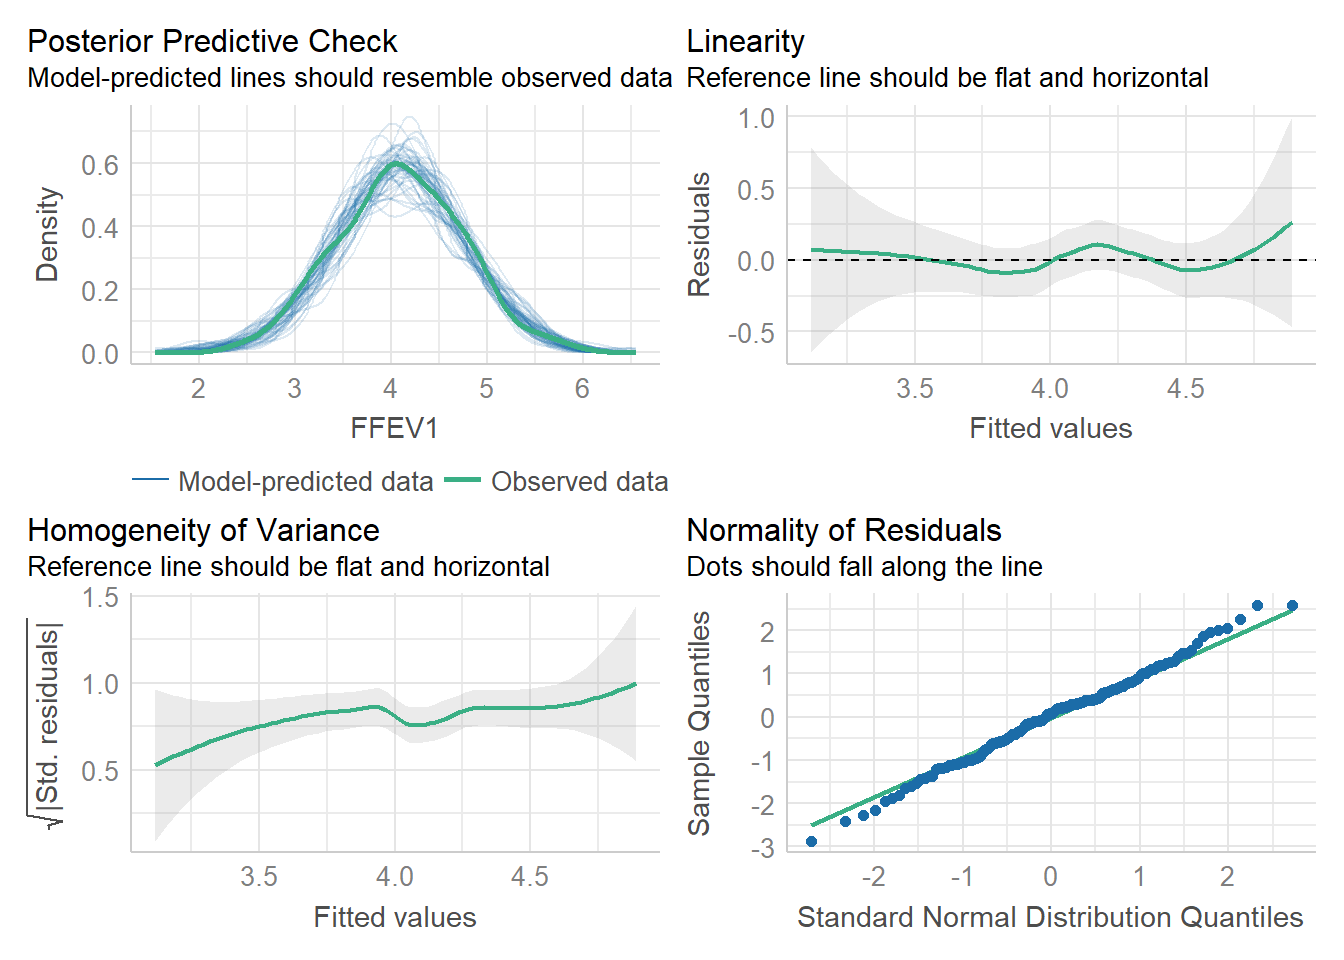 Posterior Predictive Check
Model-predicted lines should resemble observed data
Density
0.6
0.4
0.2
0.0
2 3 4 5 6
FFEV1
Model-predicted data Observed data
Linearity
Reference line should be flat and horizontal
Residuals
1.0
0.5
0.0
-0.5
3.5 4.0 4.5
Fitted values
Homogeneity of Variance
Reference line should be flat and horizontal
√|Std. residuals|
1.5
1.0
0.5
3.5 4.0 4.5
Fitted values
Normality of Residuals
Dots should fall along the line
Sample Quantiles
2
1
0
-1
-2
-3
-2 -1 0 1 2
Standard Normal Distribution Quantiles